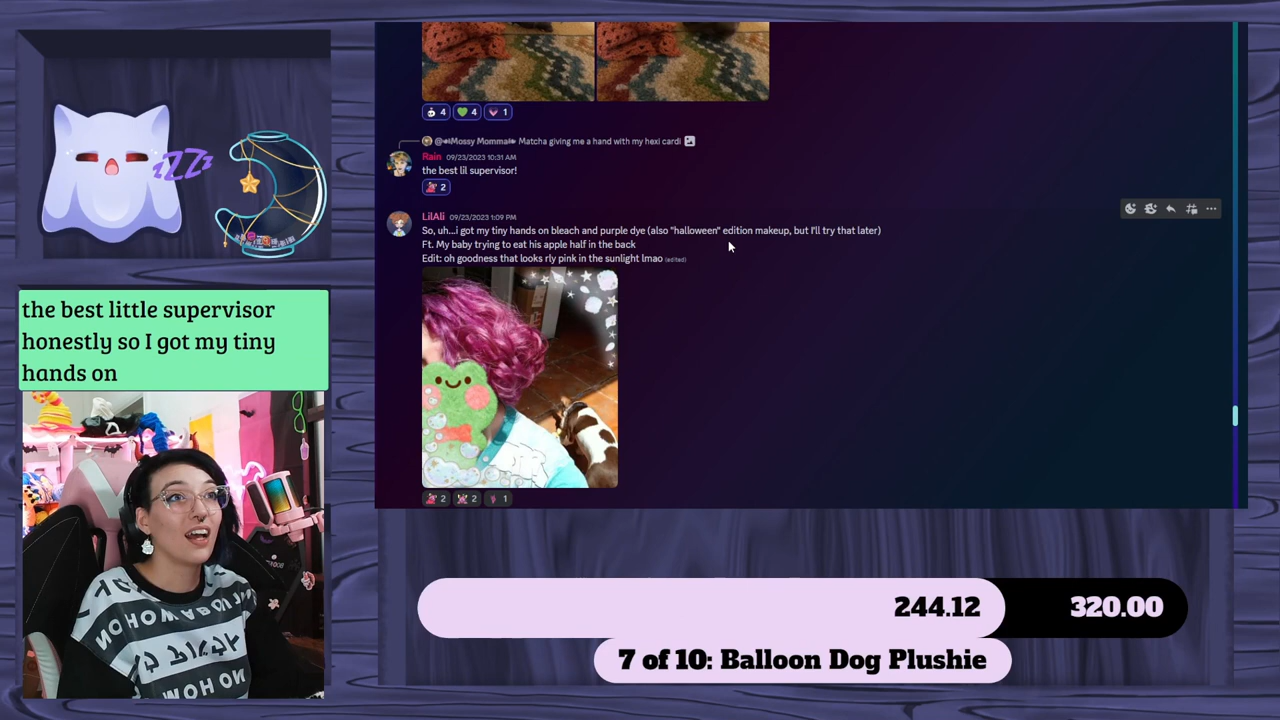 ZZZ
the best little supervisor
honestly so I got my tiny
hands on
4 4 1
@Mossy Momma Matcha giving me a hand with my hexi cardi
Rain 09/23/2023 10:31 AM
the best lil supervisor!
2
LilAli 09/23/2023 1:09 PM
So, uh...i got my tiny hands on bleach and purple dye (also "halloween" edition makeup, but I'll try that later)
Ft. My baby trying to eat his apple half in the back
Edit: oh goodness that looks rly pink in the sunlight lmao (edited)
2 2 1
244.12 320.00
7 of 10: Balloon Dog Plushie